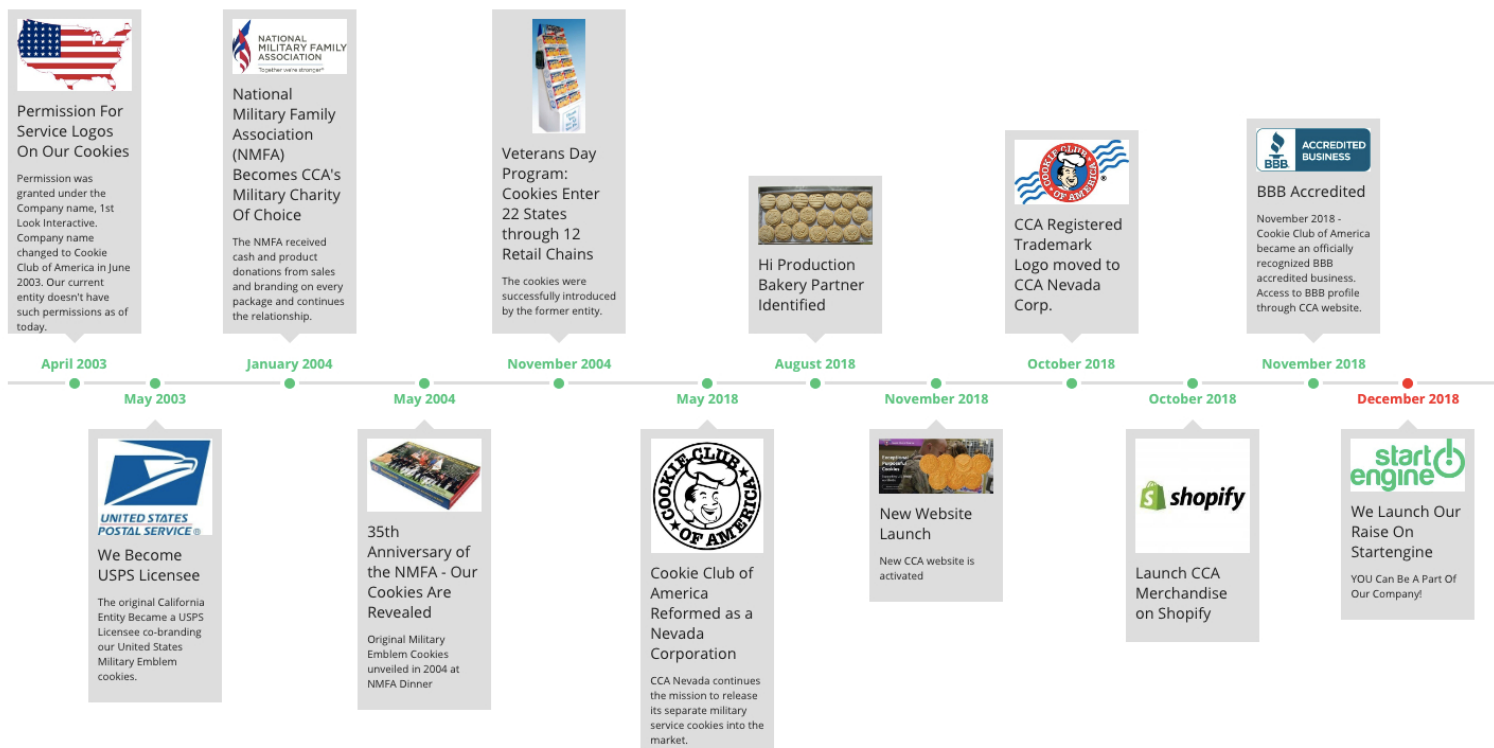 Permission For
Service Logos
On Our Cookies
Permission was
granted under the
Company name, 1st
Look Interactive.
Company name
changed to Cookie
Club of America in June
2003. Our current
entity doesn't have
such permissions as of
today.
April 2003
UNITED STATES
POSTAL SERVICE®
May 2003
We Become
USPS Licensee
The original California
Entity Became a USPS
Licensee co-branding
our United States
Military Emblem
cookies.
NATIONAL
MILITARY FAMILY
ASSOCIATION
Together we're stronger®
National
Military Family
Association
(NMFA)
Becomes CCA's
Military Charity
Of Choice
The NMFA received
cash and product
donations from sales
and branding on every
package and continues
the relationship.
January 2004
May 2004
35th
Anniversary of
the NMFA - Our
Cookies Are
Revealed
Original Military
Emblem Cookies
unveiled in 2004 at
NMFA Dinner
Veterans Day
Program:
Cookies Enter
22 States
through 12
Retail Chains
The cookies were
successfully introduced
by the former entity.
November 2004
May 2018
COOKIE CLUB
OF AMERICA
Cookie Club of
America
Reformed as a
Nevada
Corporation
CCA Nevada continues
the mission to release
its separate military
service cookies into the
market.
Hi Production
Bakery Partner
Identified
August 2018
November 2018
Exceptional
Purposeful
Cookies
New Website
Launch
New CCA website is
activated
COOKIE CLUB
OF AMERICA
®
CCA Registered
Trademark
Logo moved to
CCA Nevada
Corp.
October 2018
October 2018
shopify
Launch CCA
Merchandise
on Shopify
BBB
ACCREDITED
BUSINESS
BBB Accredited
November 2018 -
Cookie Club of America
became an officially
recognized BBB
accredited business.
Access to BBB profile
through CCA website.
November 2018
December 2018
start
engine
We Launch Our
Raise On
Startengine
YOU Can Be A Part Of
Our Company!